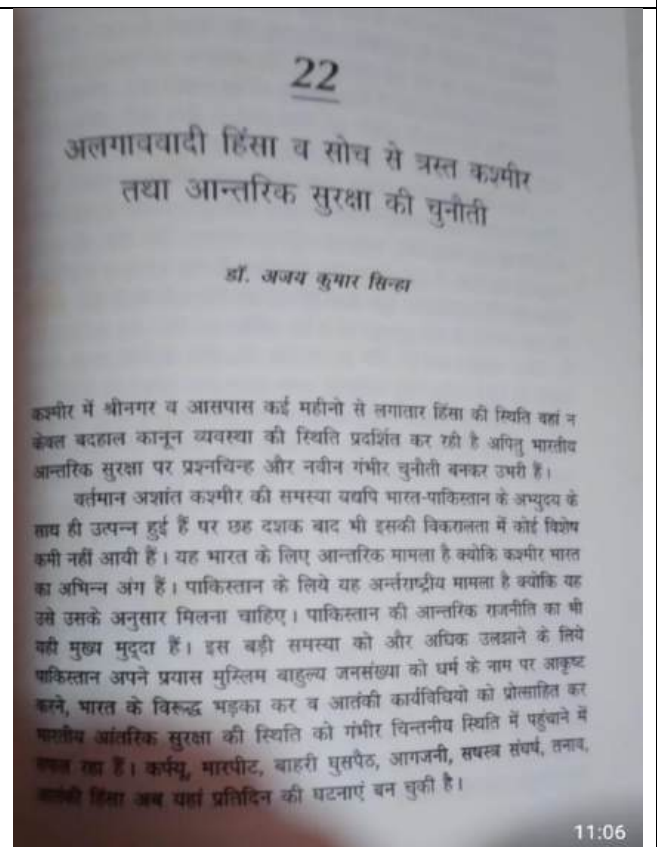 22
अलगाववादी हिंसा व सोच से त्रस्त कश्मीर
तथा आन्तरिक सुरक्षा की चुनौती
डॉ. अजय कुमार सिन्हा
कश्मीर में श्रीनगर व आसपास कई महीनो से लगातार हिंसा की स्थिति वहां न
केवल बदहाल कानून व्यवस्था की स्थिति प्रदर्शित कर रही है अपितु भारतीय
आन्तरिक सुरक्षा पर प्रश्नचिन्ह और नवीन गंभीर चुनौती बनकर उभरी हैं।
वर्तमान अशांत कश्मीर की समस्या यद्यपि भारत-पाकिस्तान के अभ्युदय के
साथ ही उत्पन्न हुई हैं पर छह दशक बाद भी इसकी विकरालता में कोई विशेष
कमी नहीं आयी हैं। यह भारत के लिए आन्तरिक मामला है क्योंकि कश्मीर भारत
का अभिन्न अंग हैं। पाकिस्तान के लिये यह अर्न्तराष्ट्रीय मामला है क्योंकि यह
उसे उसके अनुसार मिलना चाहिए। पाकिस्तान की आन्तरिक राजनीति का भी
यही मुख्य मुद्दा हैं। इस बड़ी समस्या को और अधिक उलझाने के लिये
पाकिस्तान अपने प्रयास मुस्लिम बाहुल्य जनसंख्या को धर्म के नाम पर आकृष्ट
करने, भारत के विरूद्ध भड़का कर व आतंकी कार्यविधियो को प्रोत्साहित कर
भारतीय आंतरिक सुरक्षा की स्थिति को गंभीर चिन्तनीय स्थिति में पहुंचाने में
रहा हैं। कर्फ्यू, मारपीट, बाहरी घुसपैठ, आगजनी, सषस्त्र संघर्ष, तनाव,
हिंसा अब यहां प्रतिदिन की घटनाएं बन चुकी है।
11:06